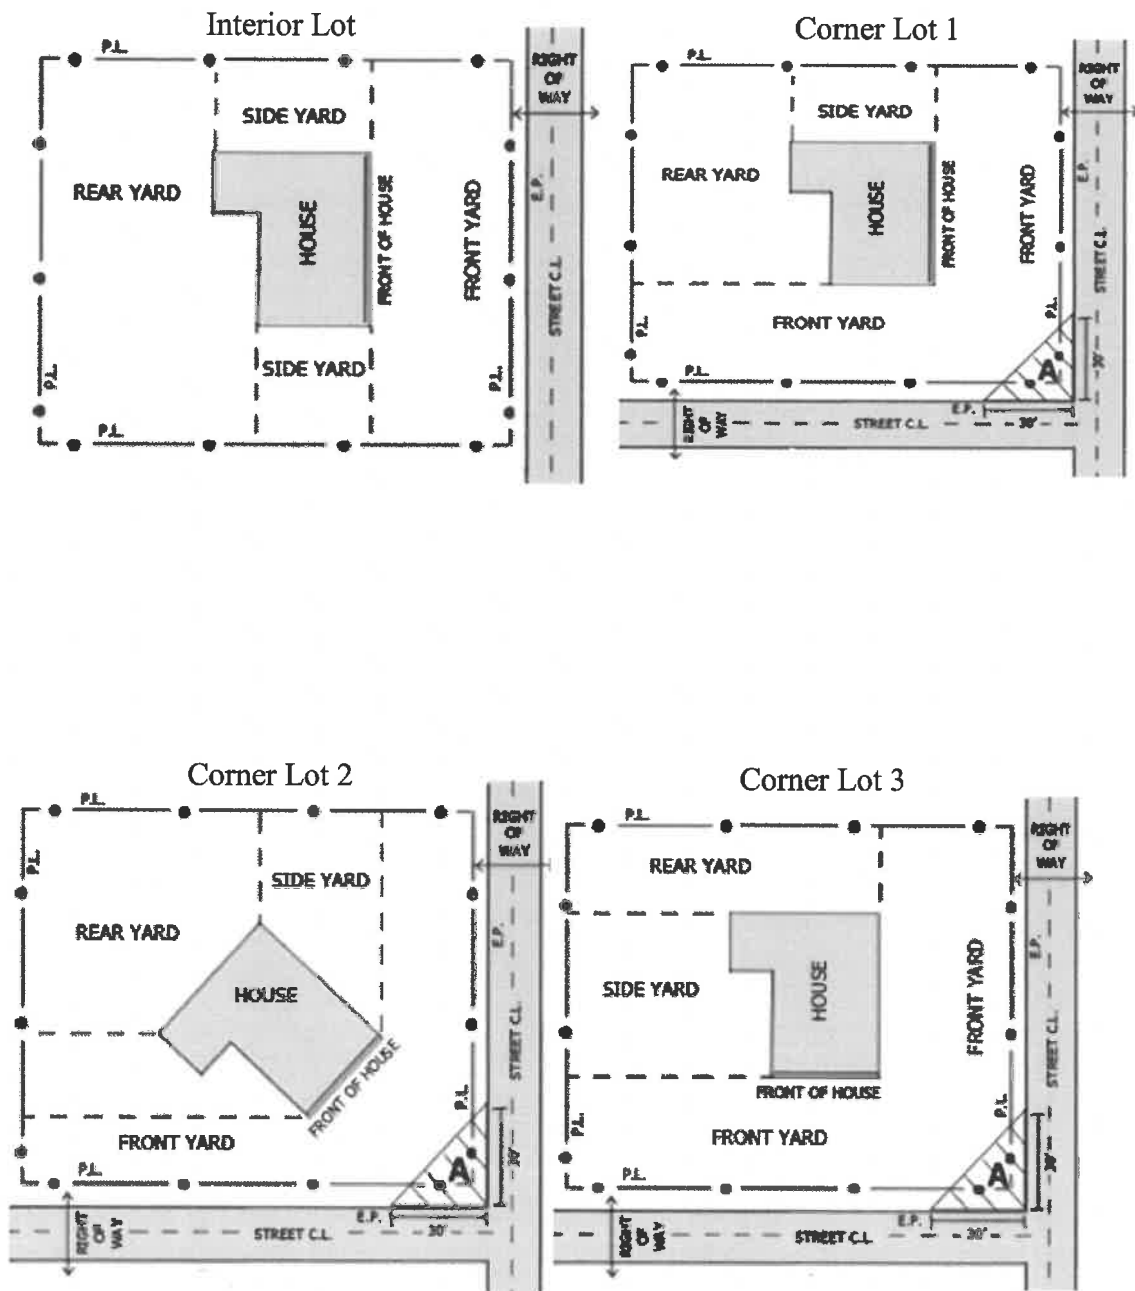 Interior Lot
P.L.
RIGHT
OF
WAY
SIDE YARD
REAR YARD
HOUSE
FRONT OF HOUSE
FRONT YARD
E.P.
STREET C.L.
SIDE YARD
P.L.
P.L.
P.L.
Corner Lot 1
P.L.
RIGHT
OF
WAY
SIDE YARD
REAR YARD
HOUSE
FRONT OF HOUSE
FRONT YARD
E.P.
STREET C.L.
FRONT YARD
P.L.
P.L.
A
30'
P.L.
E.P.
RIGHT
OF
WAY
STREET C.L.
30'
Corner Lot 2
P.L.
RIGHT
OF
WAY
P.L.
SIDE YARD
REAR YARD
E.P.
HOUSE
STREET C.L.
FRONT OF HOUSE
P.L.
FRONT YARD
A
30'
P.L.
E.P.
RIGHT
OF
WAY
STREET C.L.
30'
Corner Lot 3
P.L.
RIGHT
OF
WAY
REAR YARD
E.P.
SIDE YARD
HOUSE
FRONT YARD
STREET C.L.
FRONT OF HOUSE
P.L.
P.L.
FRONT YARD
A
30'
P.L.
E.P.
RIGHT
OF
WAY
STREET C.L.
30'